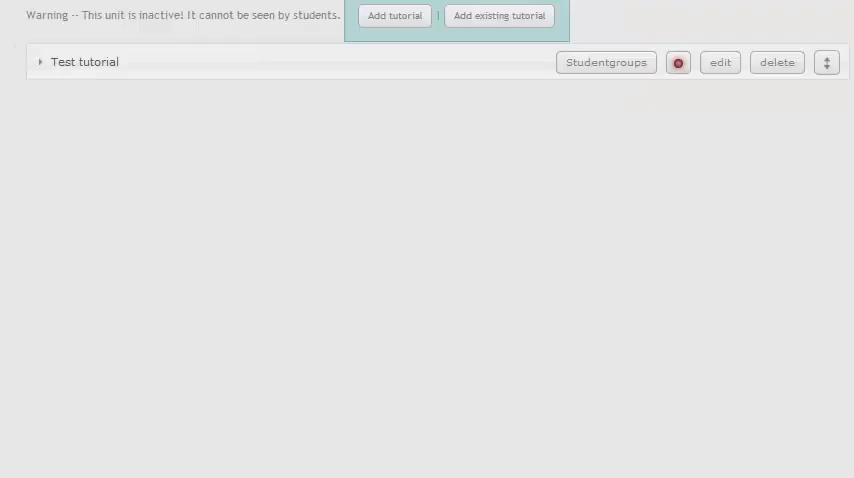 Warning -- This unit is inactive! It cannot be seen by students. Add tutorial | Add existing tutorial
Test tutorial Studentgroups edit delete